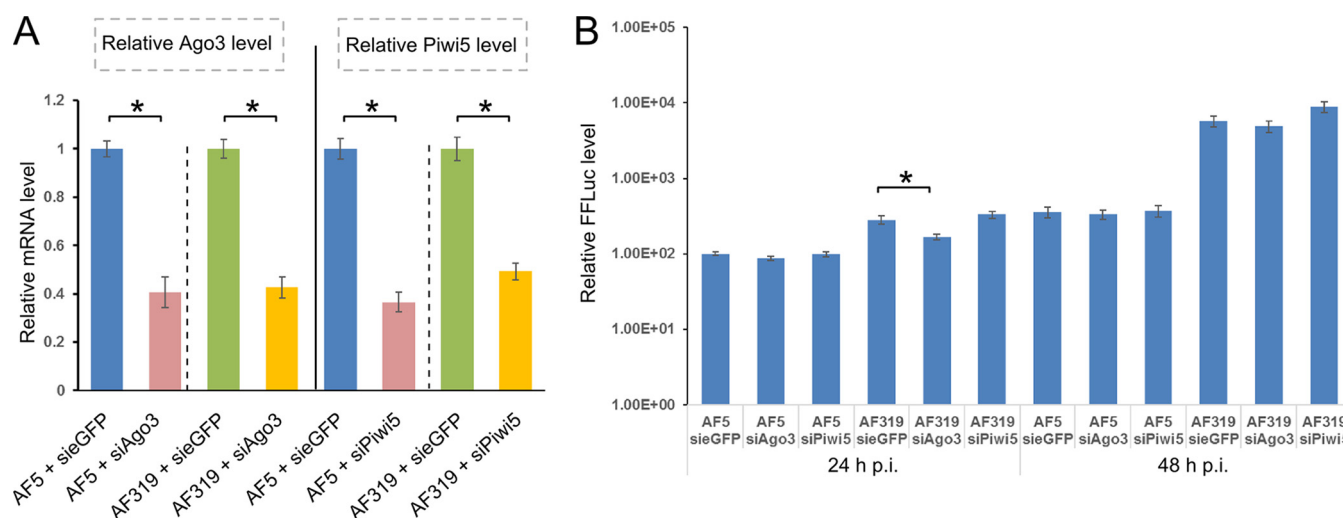 A
Relative Ago3 level
Relative Piwi5 level
Relative mRNA level
1.2
*
*
*
*
1
0.8
0.6
0.4
0.2
0
AF5 + sieGFP
AF5 + siAgo3
AF319 + sieGFP
AF319 + siAgo3
AF5 + sieGFP
AF5 + siPiwi5
AF319 + sieGFP
AF319 + siPiwi5
B
Relative FFLuc level
1.00E+05
1.00E+04
1.00E+03
*
1.00E+02
1.00E+01
1.00E+00
AF5 AF5 AF5 AF319 AF319 AF319 AF5 AF5 AF5 AF319 AF319 AF319
sieGFP siAgo3 siPiwi5 sieGFP siAgo3 siPiwi5 sieGFP siAgo3 siPiwi5 sieGFP siAgo3 siPiwi5
24 h p.i. 48 h p.i.